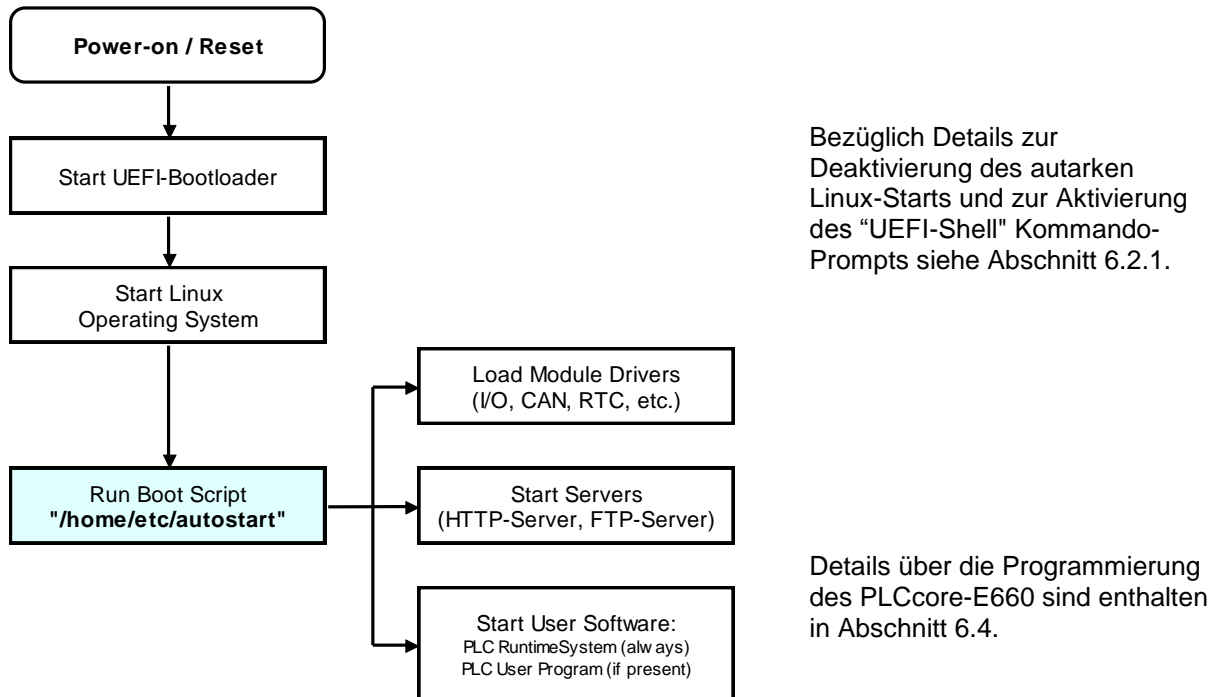 Power-on / Reset
Start UEFI-Bootloader
Bezüglich Details zur
Deaktivierung des autarken
Linux-Starts und zur Aktivierung
des “UEFI-Shell" Kommando-
Prompts siehe Abschnitt 6.2.1.
Start Linux
Operating System
Load Module Drivers
(I/O, CAN, RTC, etc.)
Run Boot Script
"/home/etc/autostart"
Start Servers
(HTTP-Server, FTP-Server)
Start User Software:
PLC RuntimeSystem (always)
PLC User Program (if present)
Details über die Programmierung
des PLCcore-E660 sind enthalten
in Abschnitt 6.4.